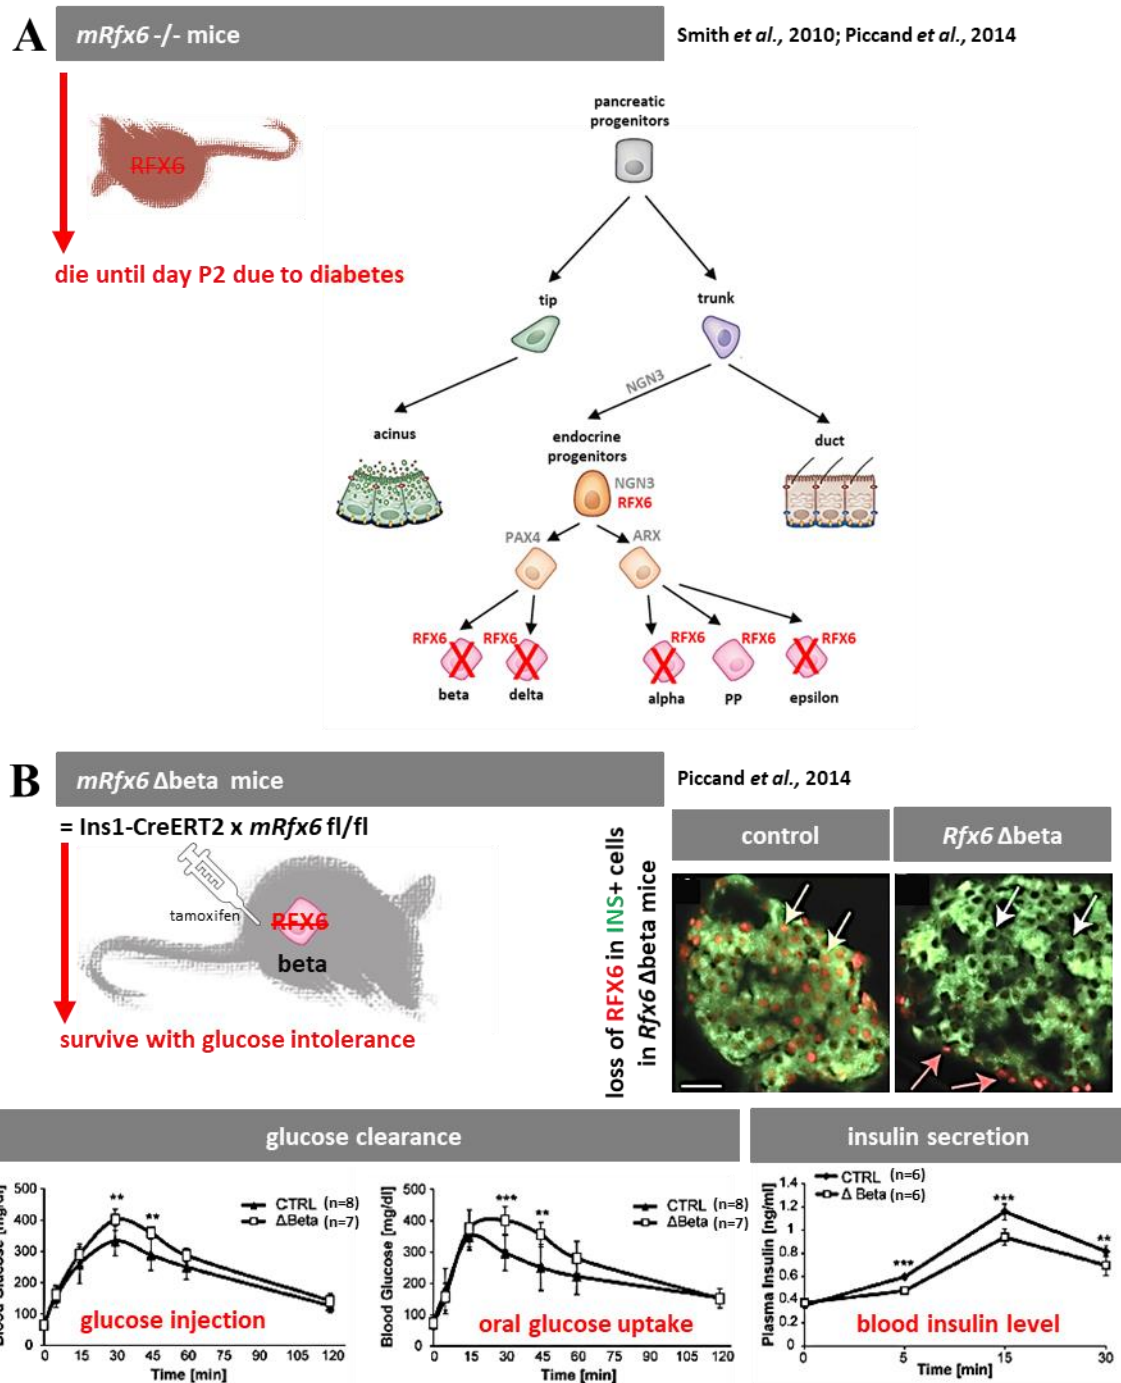 A
mRfx6 -/- mice
Smith et al., 2010; Piccand et al., 2014
RFX6
die until day P2 due to diabetes
pancreatic
progenitors
tip
trunk
NGN3
acinus
endocrine
progenitors
duct
NGN3
RFX6
PAX4
ARX
RFX6
RFX6
RFX6
RFX6
RFX6
beta
delta
alpha
PP
epsilon
B
mRfx6 Δbeta mice
Piccand et al., 2014
= Ins1-CreERT2 x mRfx6 fl/fl
tamoxifen
RFX6
beta
survive with glucose intolerance
loss of RFX6 in INS+ cells
in Rfx6 Δbeta mice
control
Rfx6 Δbeta
glucose clearance
insulin secretion
Blood Glucose [mg/dl]
500
400
300
200
100
0
**
**
CTRL (n=8)
ΔBeta (n=7)
glucose injection
0 15 30 45 60 75 90 105 120
Time [min]
Blood Glucose [mg/dl]
500
400
300
200
100
0
***
**
CTRL (n=8)
ΔBeta (n=7)
oral glucose uptake
0 15 30 45 60 75 90 105 120
Time [min]
Plasma Insulin [ng/ml]
1.4
1.2
1
0.8
0.6
0.4
0.2
0
CTRL (n=6)
Δ Beta (n=6)
***
***
**
blood insulin level
0 5 15 30
Time [min]